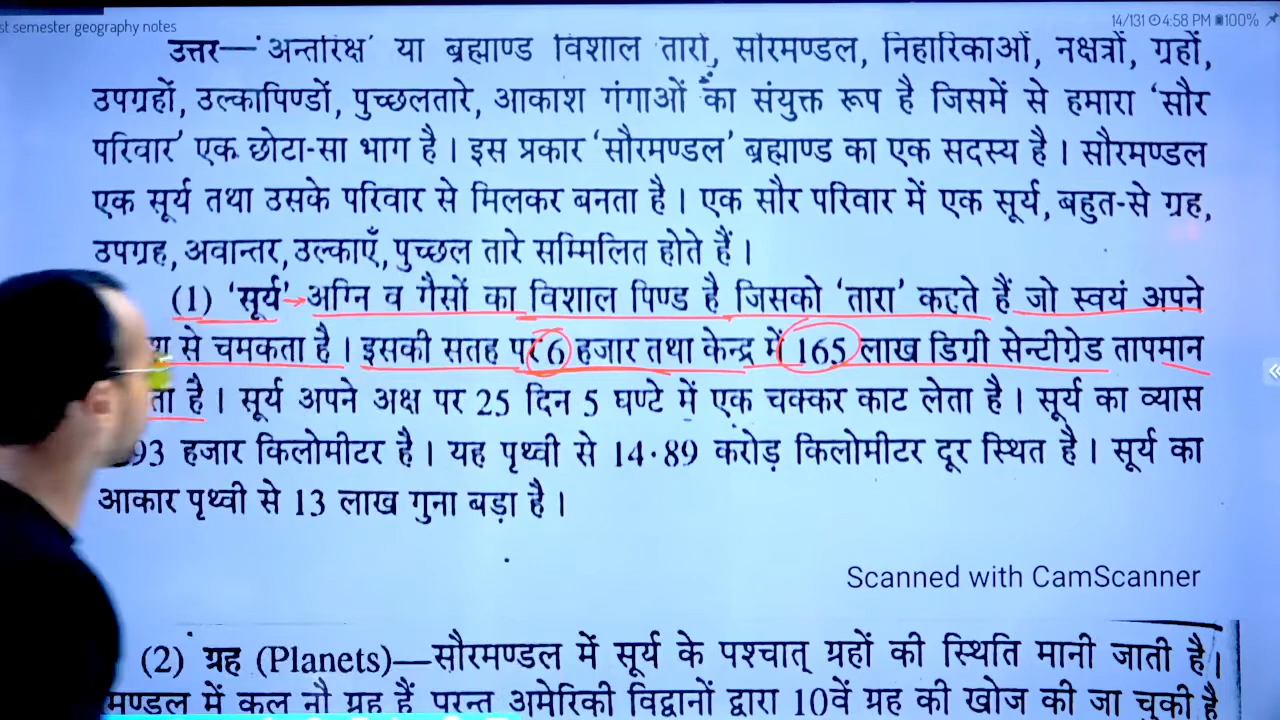 st semester geography notes
14/131 4:58 PM 100%
उत्तर—'अन्तरिक्ष' या ब्रह्माण्ड विशाल तारों, सौरमण्डल, निहारिकाओं, नक्षत्रों, ग्रहों,
उपग्रहों, उल्कापिण्डों, पुच्छलतारे, आकाश गंगाओं का संयुक्त रूप है जिसमें से हमारा 'सौर
परिवार' एक छोटा-सा भाग है। इस प्रकार 'सौरमण्डल' ब्रह्माण्ड का एक सदस्य है। सौरमण्डल
एक सूर्य तथा उसके परिवार से मिलकर बनता है। एक सौर परिवार में एक सूर्य, बहुत-से ग्रह,
उपग्रह, अवान्तर, उल्काएँ, पुच्छल तारे सम्मिलित होते हैं।
(1) 'सूर्य' अग्नि व गैसों का विशाल पिण्ड है जिसको 'तारा' कहते हैं जो स्वयं अपने
से चमकता है। इसकी सतह पर 6 हजार तथा केन्द्र में 165 लाख डिग्री सेन्टीग्रेड तापमान
है। सूर्य अपने अक्ष पर 25 दिन 5 घण्टे में एक चक्कर काट लेता है। सूर्य का व्यास
93 हजार किलोमीटर है। यह पृथ्वी से 14·89 करोड़ किलोमीटर दूर स्थित है। सूर्य का
आकार पृथ्वी से 13 लाख गुना बड़ा है।
Scanned with CamScanner
(2) ग्रह (Planets)—सौरमण्डल में सूर्य के पश्चात् ग्रहों की स्थिति मानी जाती है।
मण्डल में कुल नौ ग्रह हैं परन्तु अमेरिकी विद्वानों द्वारा 10वें ग्रह की खोज की जा चुकी है